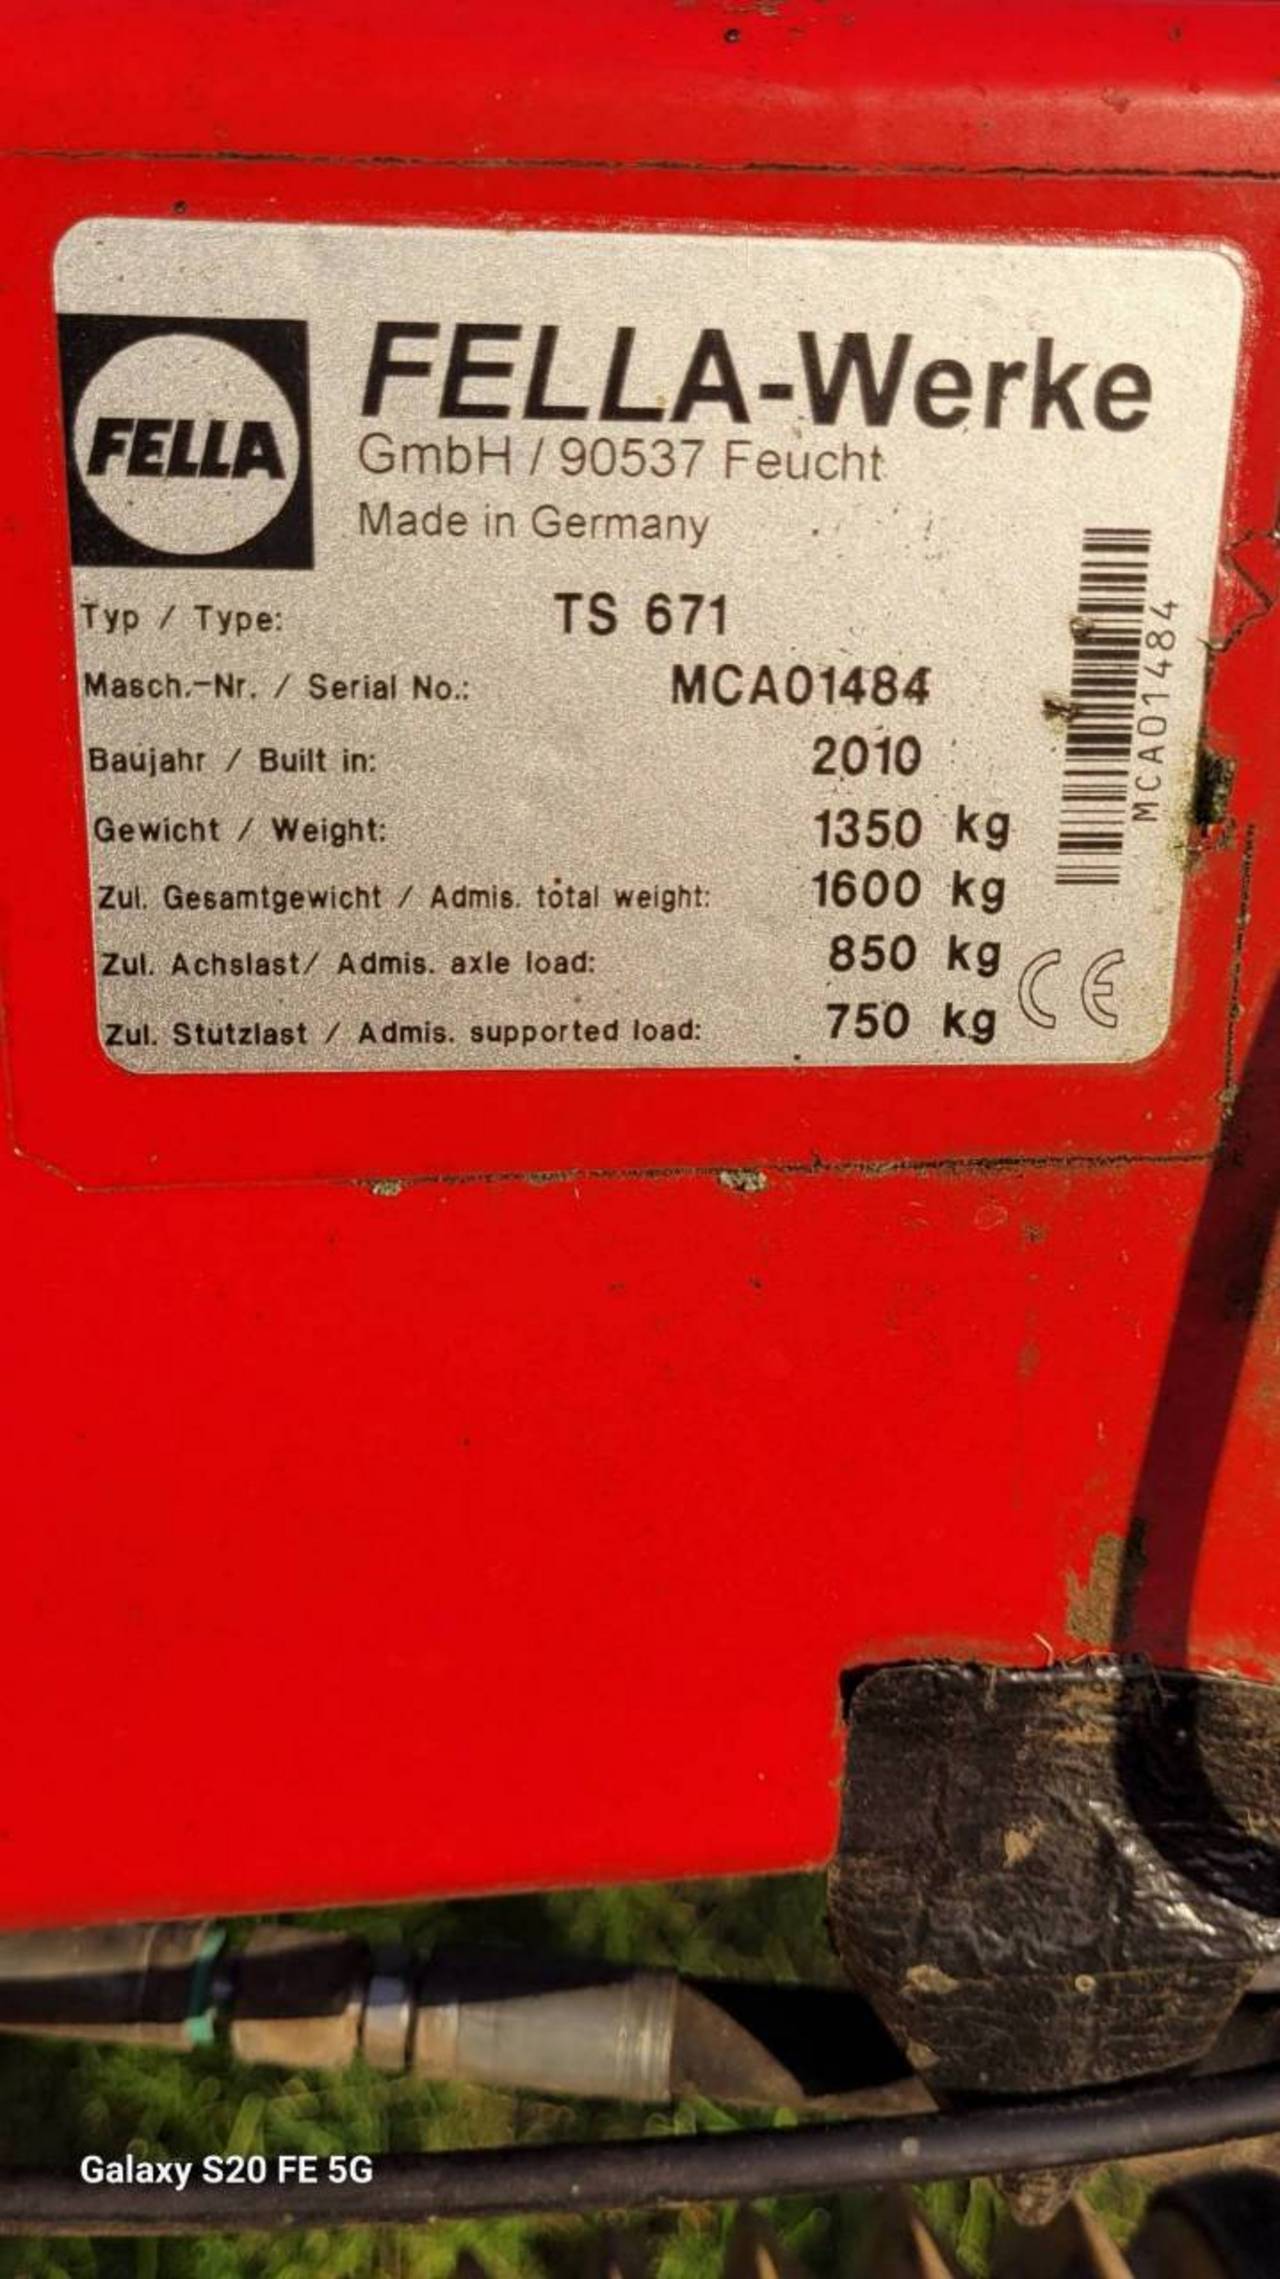 FELLA
FELLA-Werke
GmbH / 90537 Feucht
Made in Germany
Typ / Type: TS 671
Masch.-Nr. / Serial No.: MCA01484
Baujahr / Built in: 2010
Gewicht / Weight: 1350 kg
Zul. Gesamtgewicht / Admis. total weight: 1600 kg
Zul. Achslast/ Admis. axle load: 850 kg
Zul. Stutzlast / Admis. supported load: 750 kg
CE
MCA01484
Galaxy S20 FE 5G